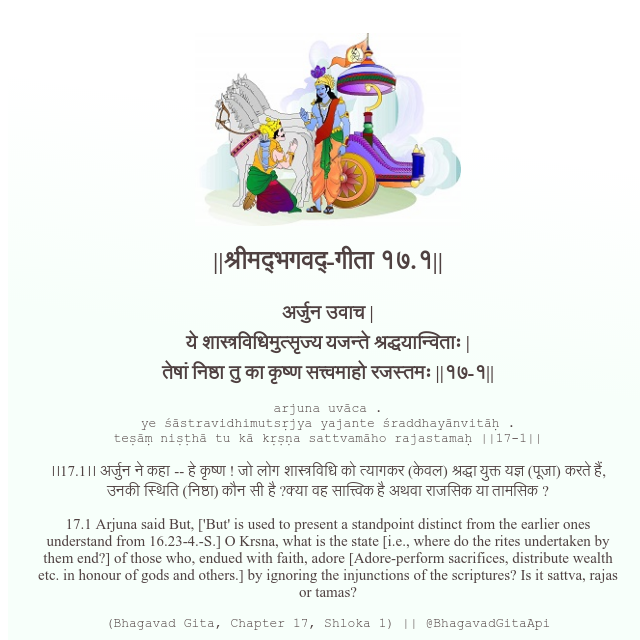 ||श्रीमद्‍भगवद्‍-गीता १७.१||
अर्जुन उवाच |
ये शास्त्रविधिमुत्सृज्य यजन्ते श्रद्धयान्विताः |
तेषां निष्ठा तु का कृष्ण सत्त्वमाहो रजस्तमः ||१७-१||
arjuna uvāca .
ye śāstravidhimutsṛjya yajante śraddhayānvitāḥ .
teṣāṃ niṣṭhā tu kā kṛṣṇa sattvamāho rajastamaḥ ||17-1||
।।17.1।। अर्जुन ने कहा -- हे कृष्ण ! जो लोग शास्त्रविधि को त्यागकर (केवल) श्रद्धा युक्त यज्ञ (पूजा) करते हैं,
उनकी स्थिति (निष्ठा) कौन सी है ?क्या वह सात्त्विक है अथवा राजसिक या तामसिक ?
17.1 Arjuna said But, ['But' is used to present a standpoint distinct from the earlier ones
understand from 16.23-4.-S.] O Krsna, what is the state [i.e., where do the rites undertaken by
them end?] of those who, endued with faith, adore [Adore-perform sacrifices, distribute wealth
etc. in honour of gods and others.] by ignoring the injunctions of the scriptures? Is it sattva, rajas
or tamas?
(Bhagavad Gita, Chapter 17, Shloka 1) || @BhagavadGitaApi